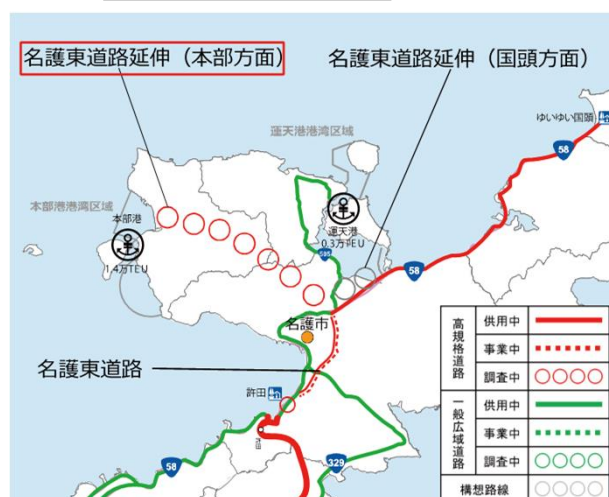 名護東道路延伸（本部方面）
名護東道路延伸（国頭方面）
ゆいゆい国頭
運天港港湾区域
58
本部港港湾区域
本部港
1.4万TEU
運天港
0.3万TEU
505
58
名護市
名護東道路
許田
許田
58
329
高規格道路
供用中
事業中
調査中
一般広域道路
供用中
事業中
調査中
構想路線